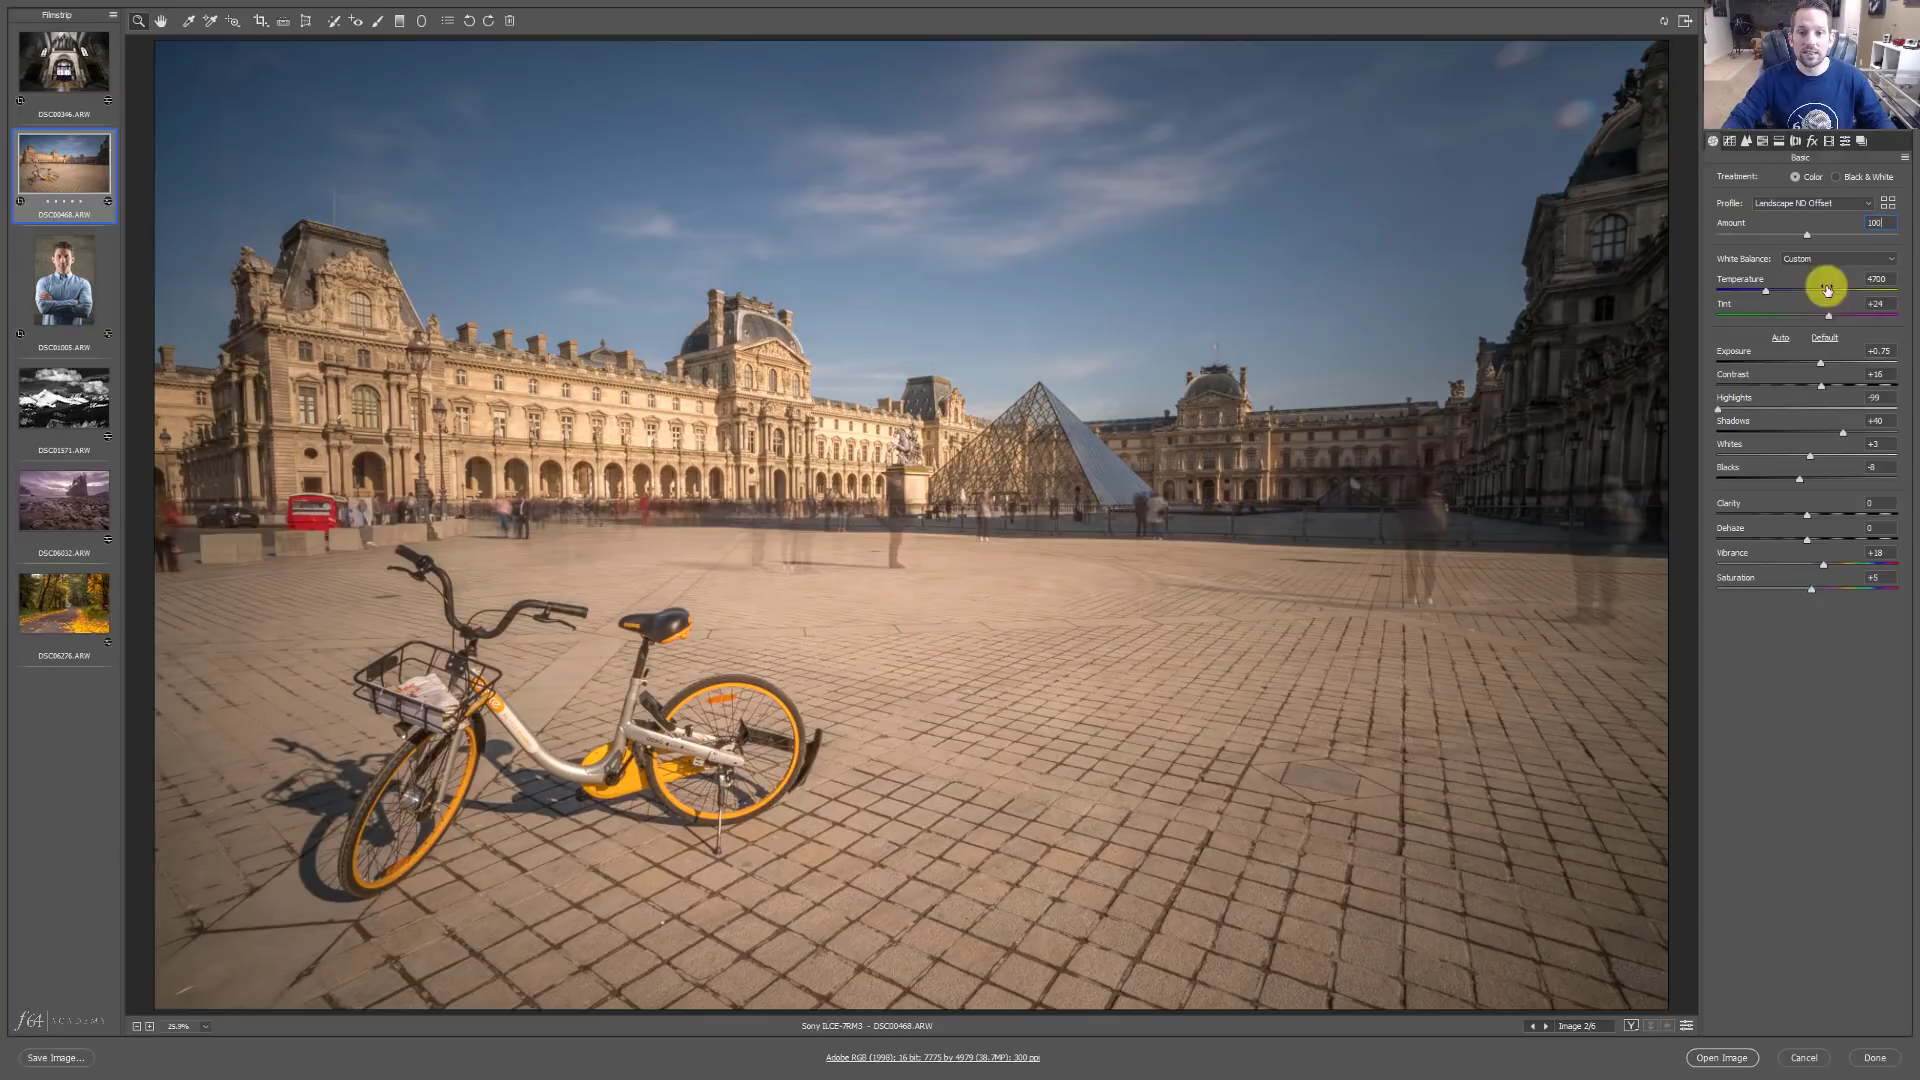 Filmstrip
DSC00346.ARW
DSC00468.ARW
DSC01005.ARW
DSC01571.ARW
DSC06032.ARW
DSC06276.ARW
f64 ACADEMY
Save Image...
25.9%
Sony ILCE-7RM3 - DSC00468.ARW
Image 2/6
Y
Adobe RGB (1998); 16 bit; 7775 by 4979 (38.7MP); 300 ppi
Open Image
Cancel
Done
fx
Basic
Treatment: Color Black & White
Profile: Landscape ND Offset
Amount 100
White Balance: Custom
Temperature 4700
Tint +24
Auto Default
Exposure +0.75
Contrast +16
Highlights -99
Shadows +40
Whites +3
Blacks -8
Clarity 0
Dehaze 0
Vibrance +18
Saturation +5